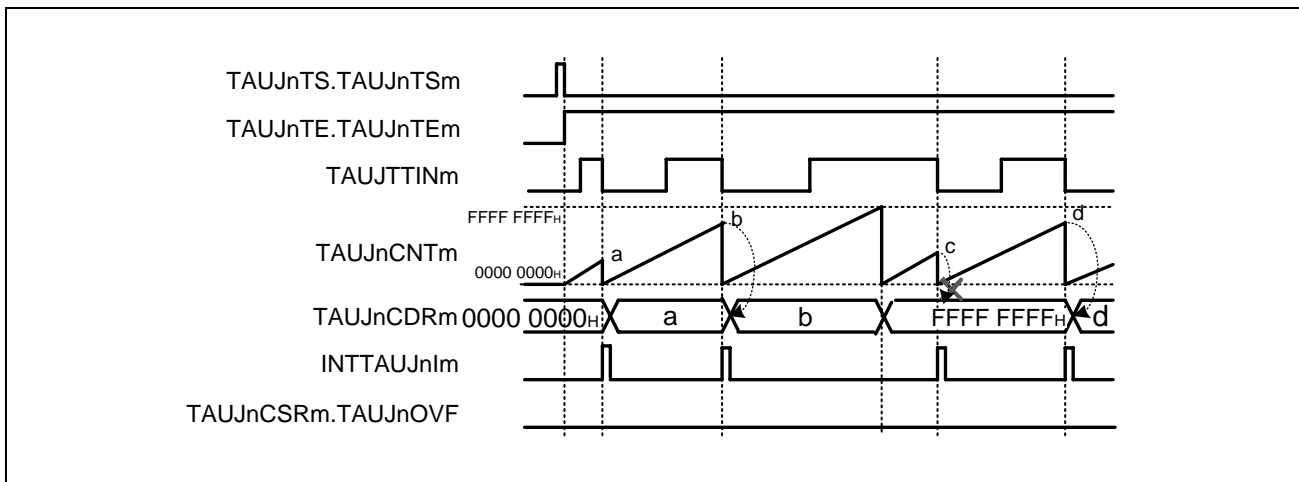 TAUJnTS.TAUJnTSm
TAUJnTE.TAUJnTEm
TAUJTTINm
FFFF FFFFH
TAUJnCNTm
0000 0000H
a
b
c
d
TAUJnCDRm 0000 0000H a b FFFF FFFFH d
INTTAUJnIm
TAUJnCSRm.TAUJnOVF